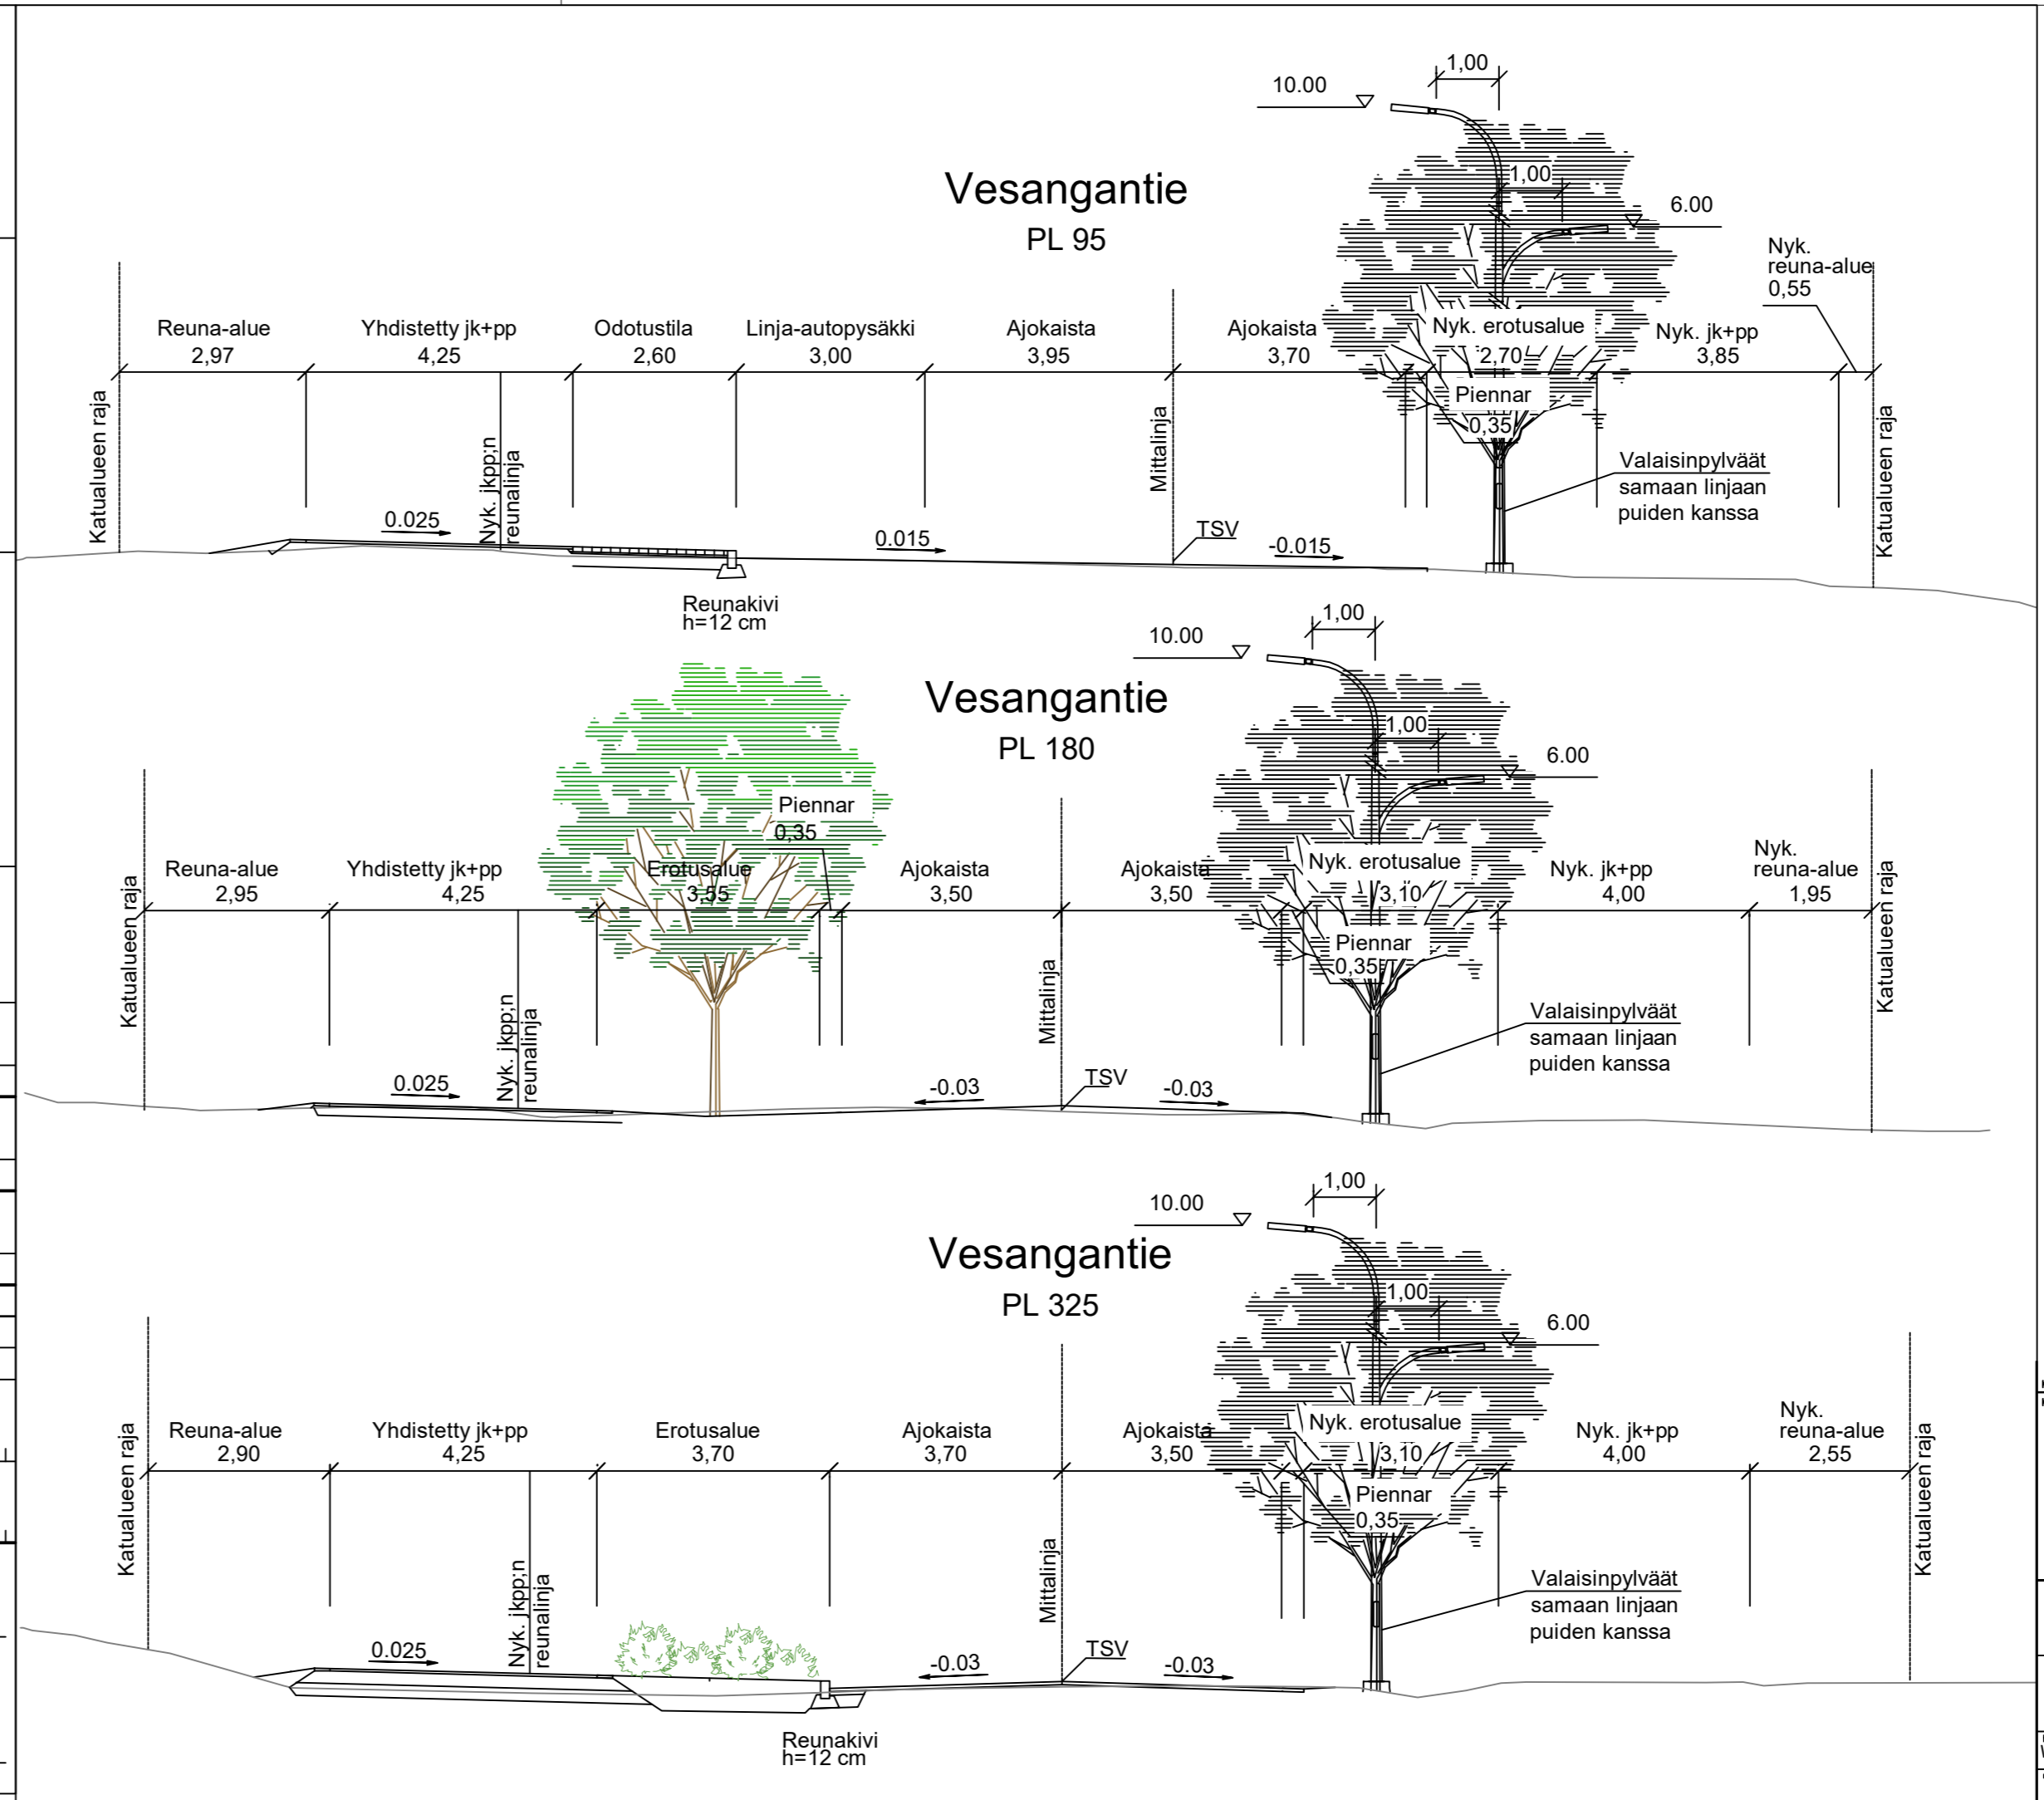 1,00
10.00
Vesangantie
PL 95
1,00
6.00
Nyk.
reuna-alue
0,55
Reuna-alue
2,97
Yhdistetty jk+pp
4,25
Odotustila
2,60
Linja-autopysäkki
3,00
Ajokaista
3,95
Ajokaista
3,70
Nyk. erotusalue
2,70
Nyk. jk+pp
3,85
Piennar
0,35
Katualueen raja
Nyk. jkpp;n
reunalinja
Mittalinja
Katualueen raja
Valaisinpylväät
samaan linjaan
puiden kanssa
0.025
0.015
TSV
-0.015
Reunakivi
h=12 cm
1,00
10.00
Vesangantie
PL 180
1,00
6.00
Piennar
0,35
Reuna-alue
2,95
Yhdistetty jk+pp
4,25
Erotusalue
3,55
Ajokaista
3,50
Ajokaista
3,50
Nyk. erotusalue
3,10
Nyk. jk+pp
4,00
Nyk.
reuna-alue
1,95
Piennar
0,35
Katualueen raja
Nyk. jkpp;n
reunalinja
Mittalinja
Katualueen raja
Valaisinpylväät
samaan linjaan
puiden kanssa
0.025
-0.03
TSV
-0.03
1,00
10.00
Vesangantie
PL 325
1,00
6.00
Reuna-alue
2,90
Yhdistetty jk+pp
4,25
Erotusalue
3,70
Ajokaista
3,70
Ajokaista
3,50
Nyk. erotusalue
3,10
Nyk. jk+pp
4,00
Nyk.
reuna-alue
2,55
Piennar
0,35
Katualueen raja
Nyk. jkpp;n
reunalinja
Mittalinja
Katualueen raja
Valaisinpylväät
samaan linjaan
puiden kanssa
0.025
-0.03
TSV
-0.03
Reunakivi
h=12 cm